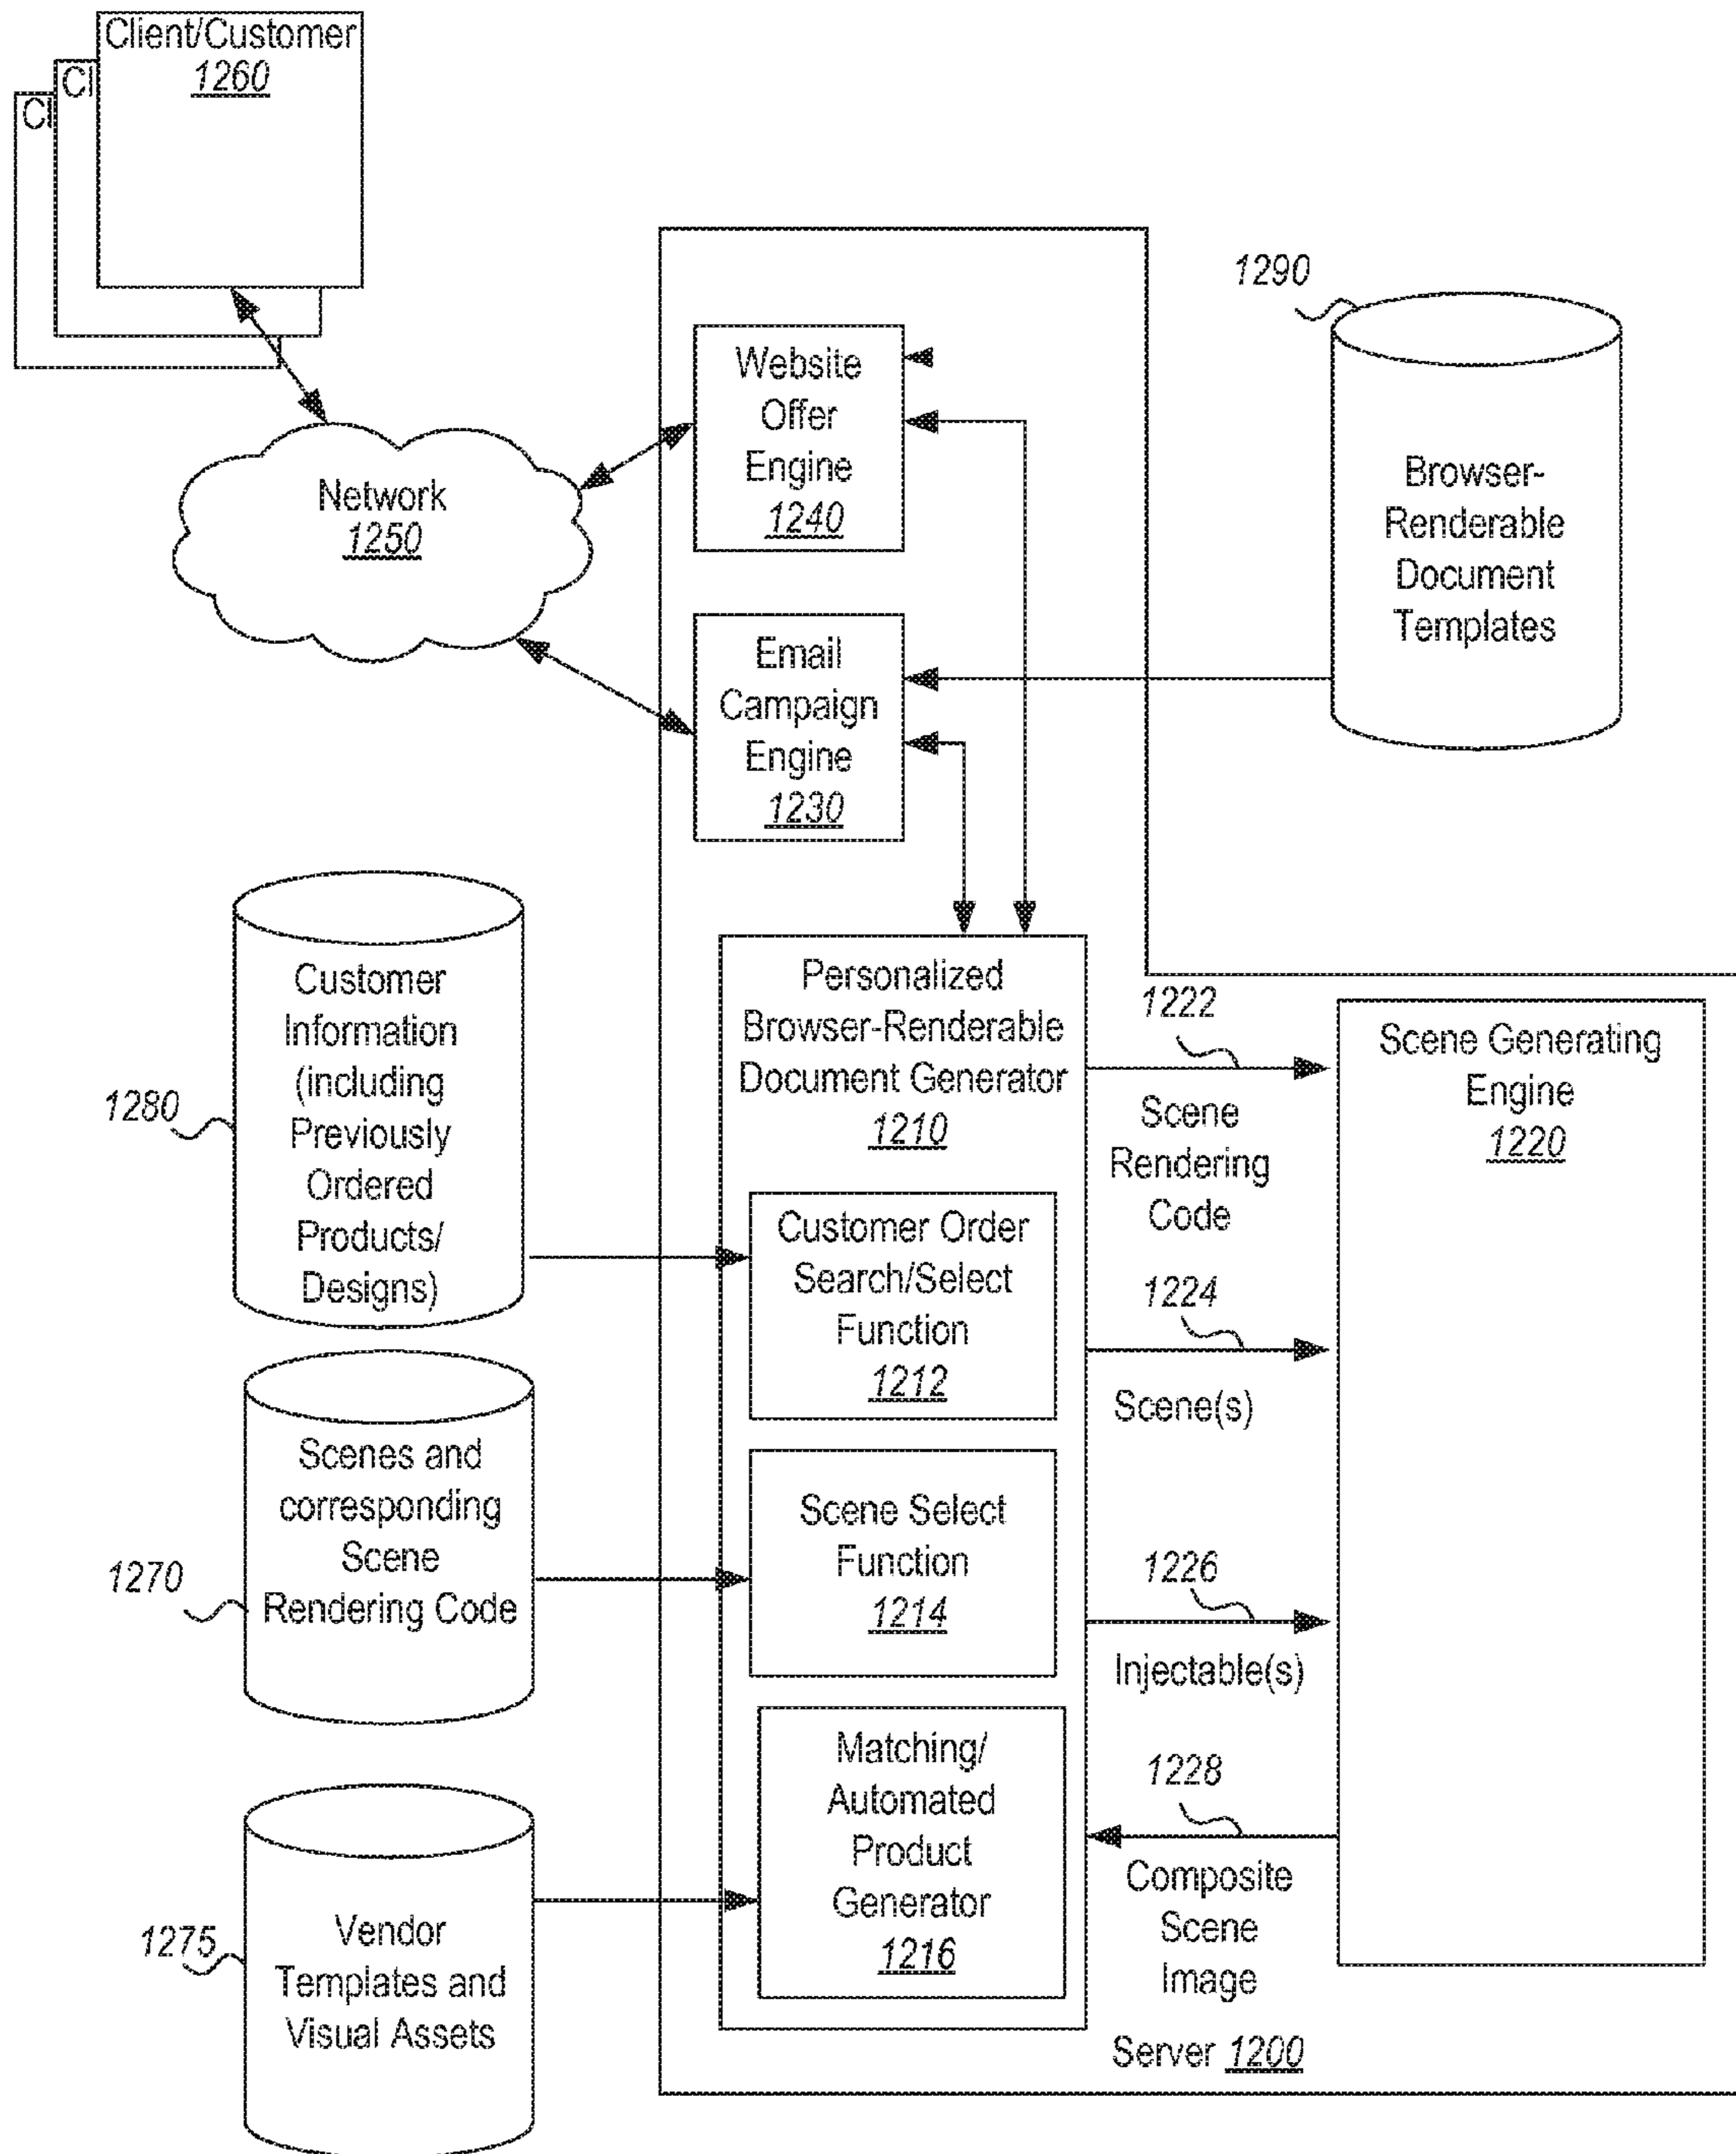 Client/Customer
1260
Cl
Cl
1290
Website
Offer
Engine
1240
Network
1250
Browser-
Renderable
Document
Templates
Email
Campaign
Engine
1230
Customer
Information
(including
Previously
Ordered
Products/
Designs)
1280
Personalized
Browser-Renderable
Document Generator
1210
1222
Scene
Rendering
Code
Scene Generating
Engine
1220
Customer Order
Search/Select
Function
1212
1224
Scene(s)
Scenes and
corresponding
Scene
Rendering Code
1270
Scene Select
Function
1214
1226
Injectable(s)
Matching/
Automated
Product
Generator
1216
1228
Composite
Scene
Image
1275
Vendor
Templates and
Visual Assets
Server 1200